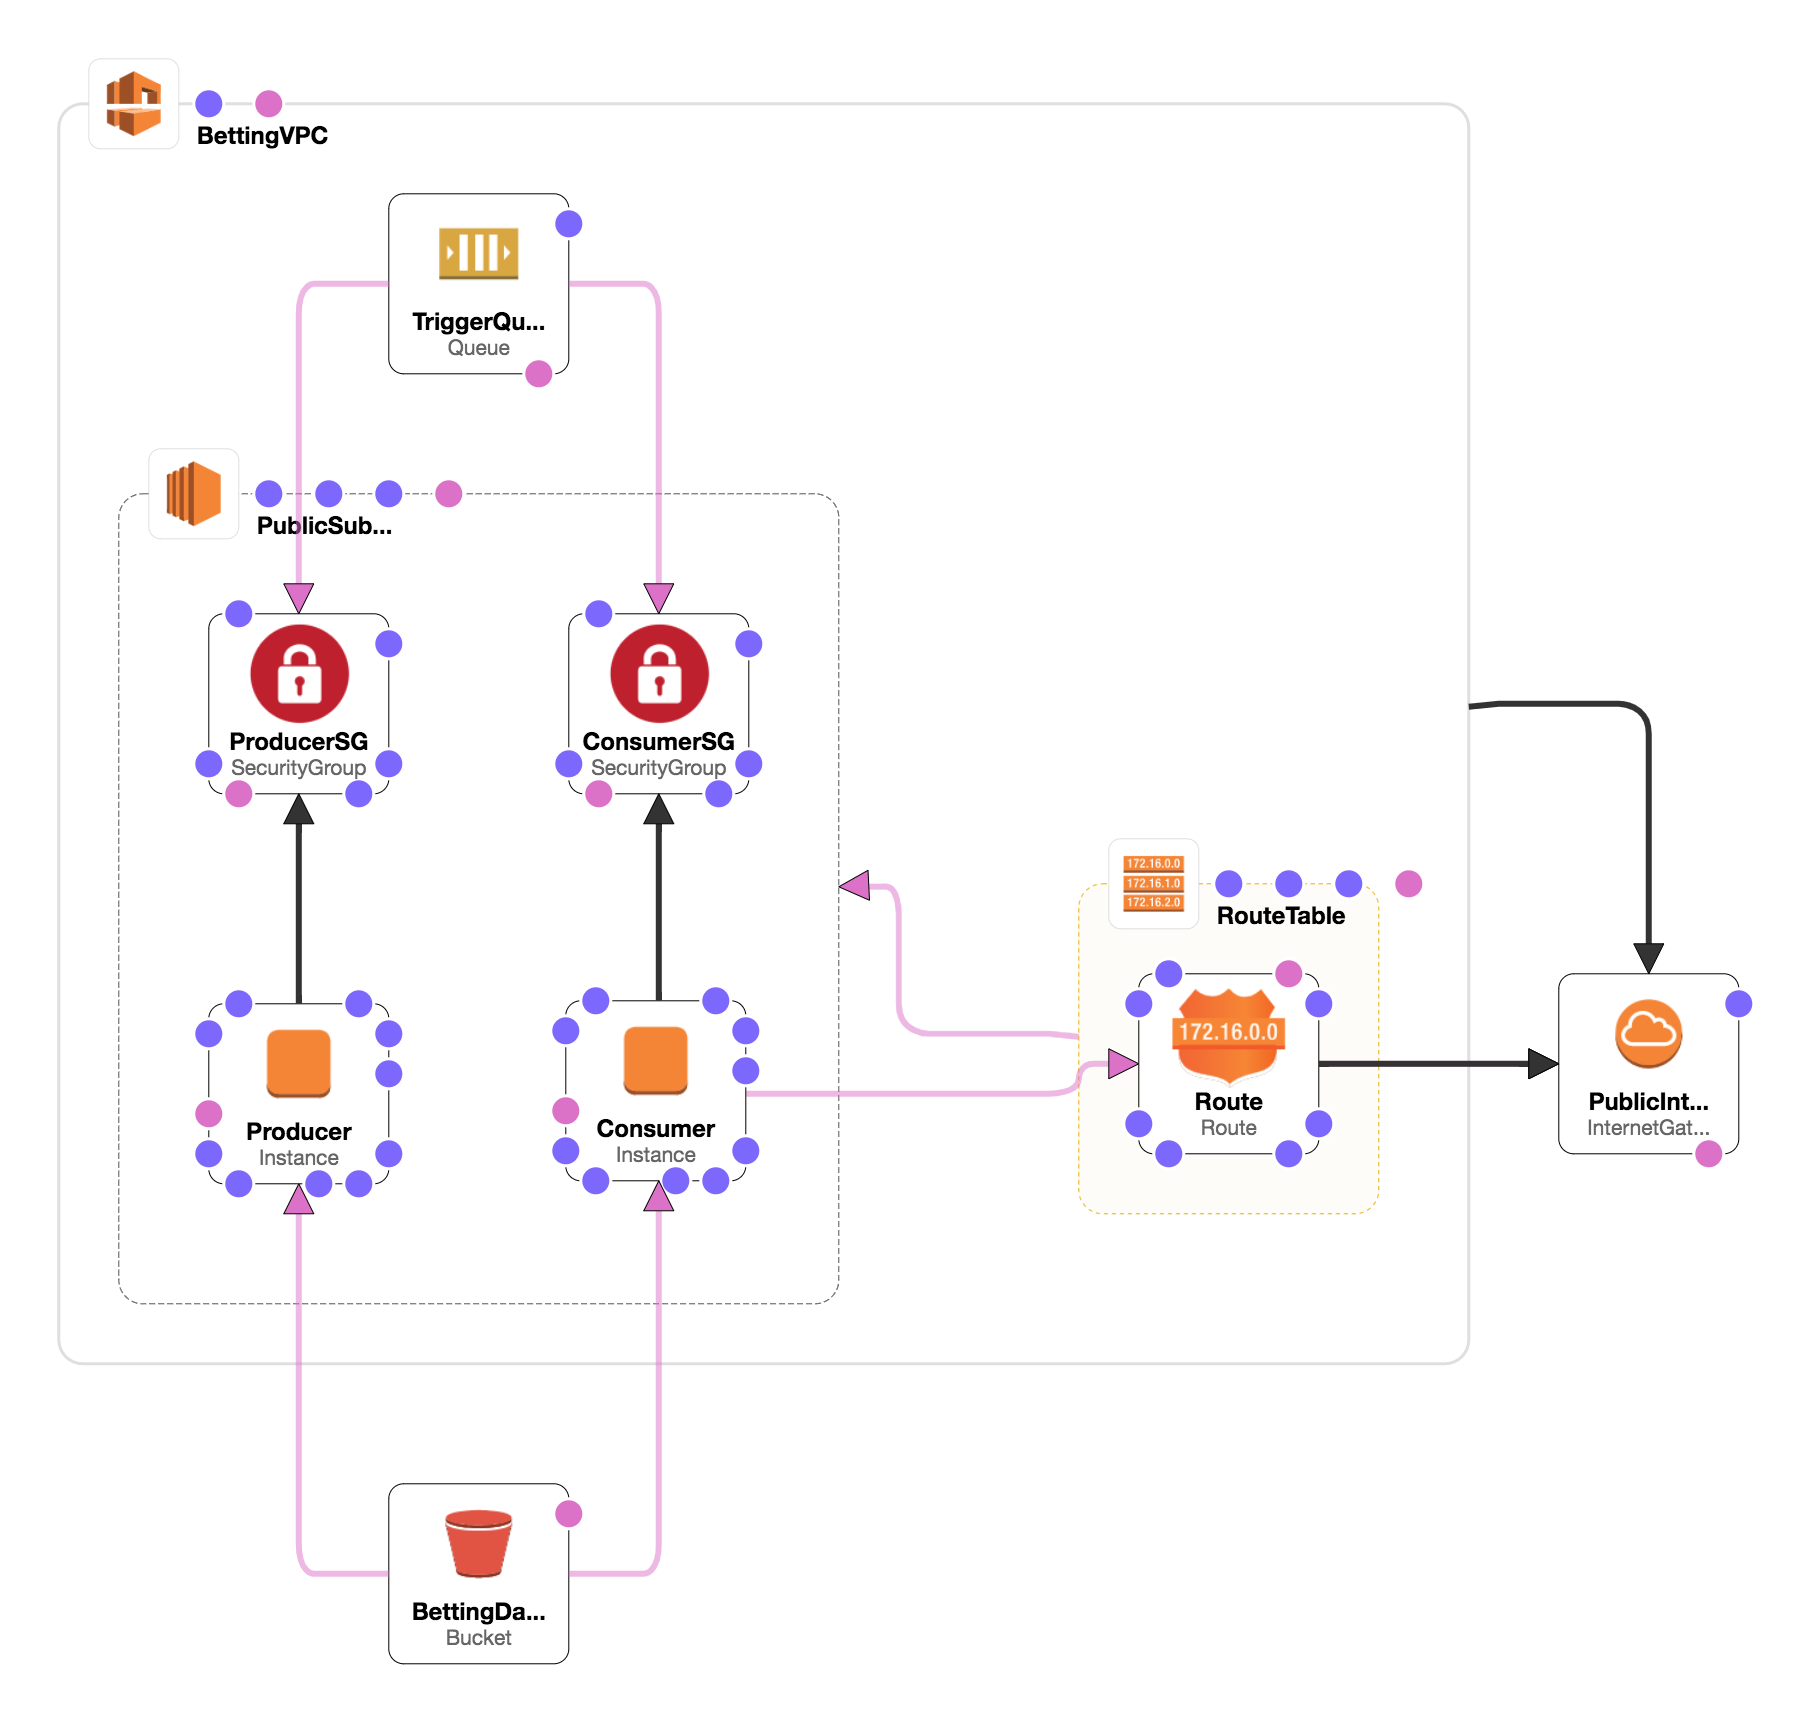 BettingVPC
TriggerQu...
Queue
PublicSub...
ProducerSG
SecurityGroup
ConsumerSG
SecurityGroup
172.16.0.0
172.16.1.0
172.16.2.0
RouteTable
172.16.0.0
Route
Route
PublicInt...
InternetGat...
Producer
Instance
Consumer
Instance
BettingDa...
Bucket